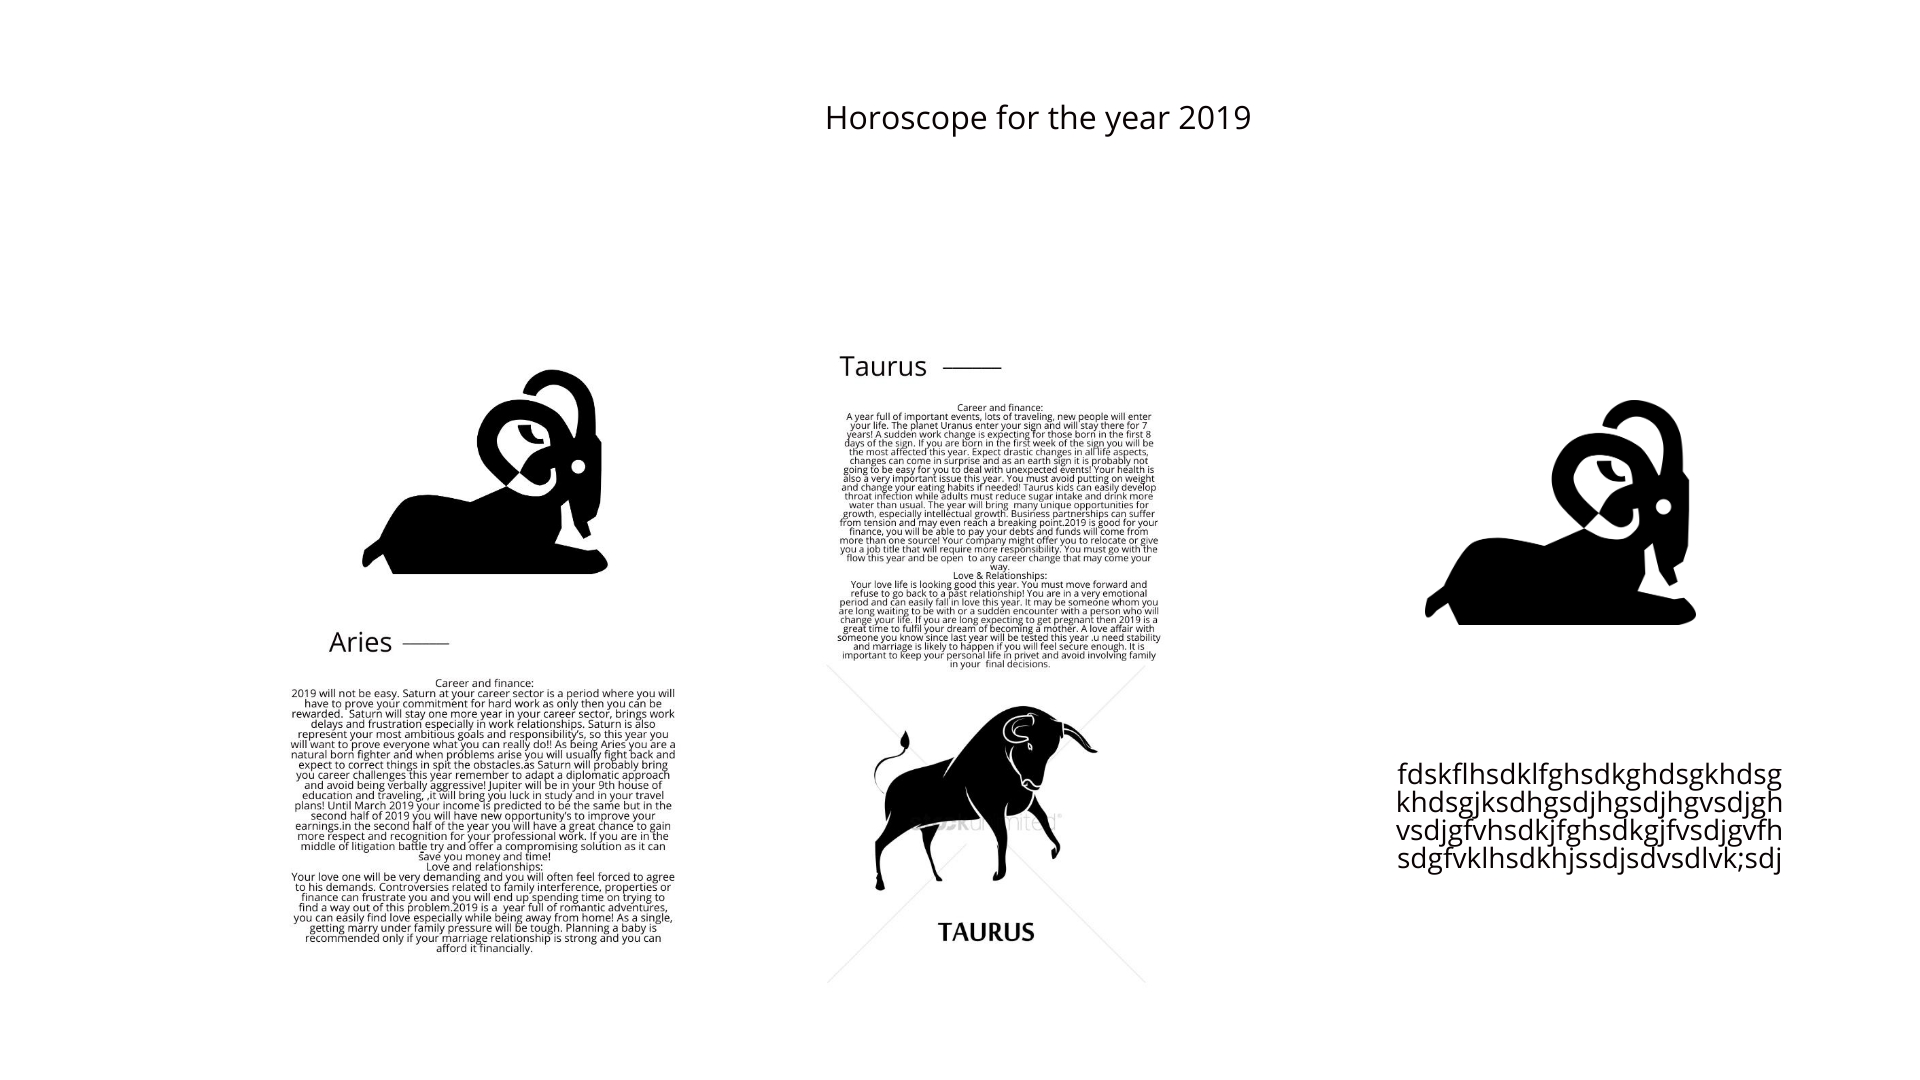 Horoscope for the year 2019
Aries
Career and finance:
2019 will not be easy. Saturn at your career sector is a period where you will
have to prove your commitment for hard work as only then you can be
rewarded.  Saturn will stay one more year in your career sector, brings work
delays and frustration especially in work relationships. Saturn is also
represent your most ambitious goals and responsibility's, so this year you
will want to prove everyone what you can really do!! As being Aries you are a
natural born fighter and when problems arise you will usually fight back and
expect to correct things in spit the obstacles.as Saturn will probably bring
you career challenges this year remember to adapt a diplomatic approach
and avoid being verbally aggressive! Jupiter will be in your 9th house of
education and traveling, ,it will bring you luck in study and in your travel
plans! Until March 2019 your income is predicted to be the same but in the
second half of 2019 you will have new opportunity's to improve your
earnings.in the second half of the year you will have a great chance to gain
more respect and recognition for your professional work. If you are in the
middle of litigation battle try and offer a compromising solution as it can
save you money and time!
Love and relationships:
Your love one will be very demanding and you will often feel forced to agree
to his demands. Controversies related to family interference, properties or
finance can frustrate you and you will end up spending time on trying to
find a way out of this problem.2019 is a  year full of romantic adventures,
you can easily find love especially while being away from home! As a single,
getting marry under family pressure will be tough. Planning a baby is
recommended only if your marriage relationship is strong and you can
afford it financially.
Taurus
Career and finance:
A year full of important events, lots of traveling, new people will enter
your life. The planet Uranus enter your sign and will stay there for 7
years! A sudden work change is expecting for those born in the first 8
days of the sign. If you are born in the first week of the sign you will be
the most affected this year. Expect drastic changes in all life aspects,
changes can come in surprise and as an earth sign it is probably not
going to be easy for you to deal with unexpected events! Your health is
also a very important issue this year. You must avoid putting on weight
and change your eating habits if needed! Taurus kids can easily develop
throat infection while adults must reduce sugar intake and drink more
water than usual. The year will bring  many unique opportunities for
growth, especially intellectual growth. Business partnerships can suffer
from tension and may even reach a breaking point.2019 is good for your
finance, you will be able to pay your debts and funds will come from
more than one source! Your company might offer you to relocate or give
you a job title that will require more responsibility. You must go with the
flow this year and be open  to any career change that may come your
way.
Love & Relationships:
Your love life is looking good this year. You must move forward and
refuse to go back to a past relationship! You are in a very emotional
period and can easily fall in love this year. It may be someone whom you
are long waiting to be with or a sudden encounter with a person who will
change your life. If you are long expecting to get pregnant then 2019 is a
great time to fulfil your dream of becoming a mother. A love affair with
someone you know since last year will be tested this year .u need stability
and marriage is likely to happen if you will feel secure enough. It is
important to keep your personal life in privet and avoid involving family
in your  final decisions.
TAURUS
fdskflhsdklfghsdkghdsgkhdsg
khdsgjksdhgsdjhgsdjhgvsdjgh
vsdjgfvhsdkjfghsdkgjfvsdjgvfh
sdgfvklhsdkhjssdjsdvsdlvk;sdj